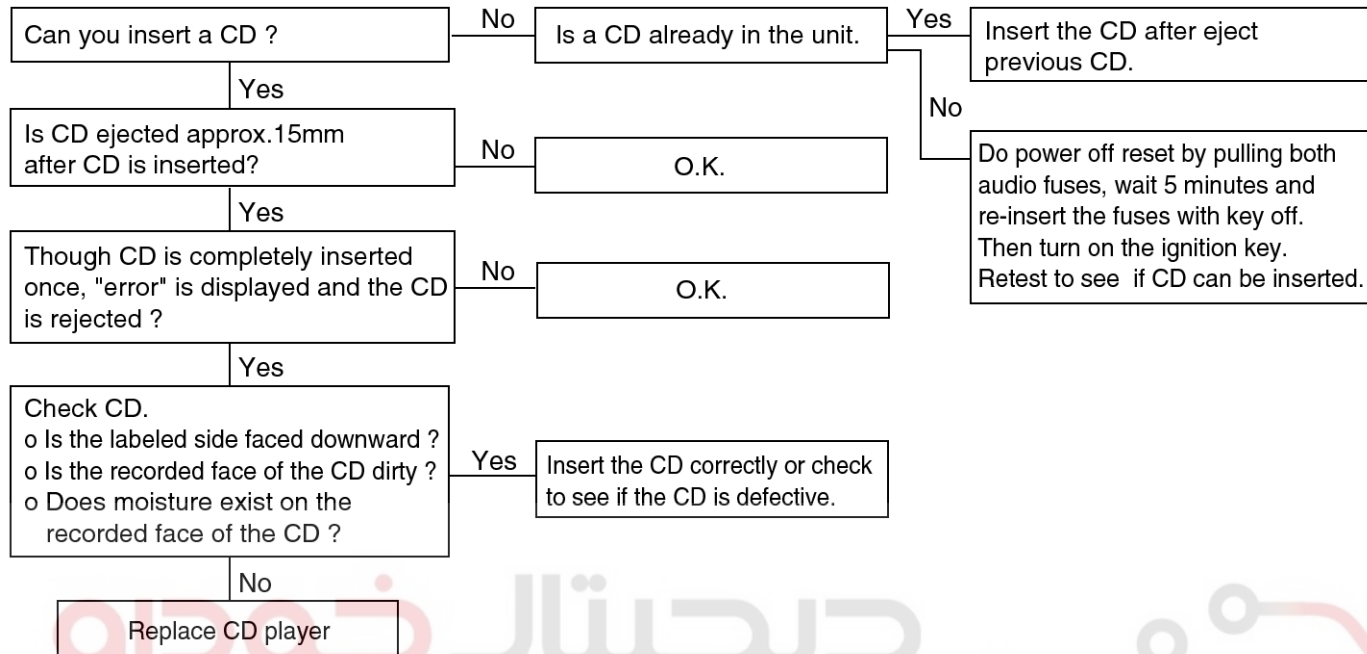 Can you insert a CD ?
No
Is a CD already in the unit.
Yes
Insert the CD after eject
previous CD.
Yes
No
Is CD ejected approx.15mm
after CD is inserted?
No
O.K.
Do power off reset by pulling both
audio fuses, wait 5 minutes and
re-insert the fuses with key off.
Then turn on the ignition key.
Retest to see if CD can be inserted.
Yes
Though CD is completely inserted
once, "error" is displayed and the CD
is rejected ?
No
O.K.
Yes
Check CD.
o Is the labeled side faced downward ?
o Is the recorded face of the CD dirty ?
o Does moisture exist on the
recorded face of the CD ?
Yes
Insert the CD correctly or check
to see if the CD is defective.
No
Replace CD player
دیجیتال خودرو